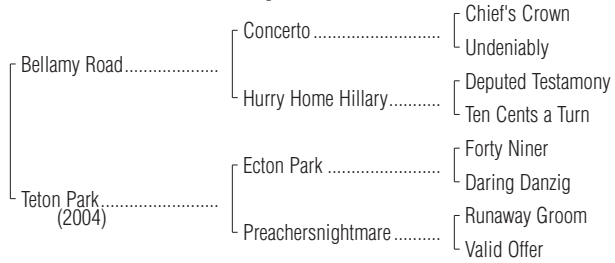 Chief's Crown
Concerto ..........................
Undeniably
Bellamy Road....................
Deputed Testamony
Hurry Home Hillary...........
Ten Cents a Turn
Forty Niner
Ecton Park .....................
Daring Danzig
Teton Park.........................
(2004)
Runaway Groom
Preachersnightmare ..........
Valid Offer